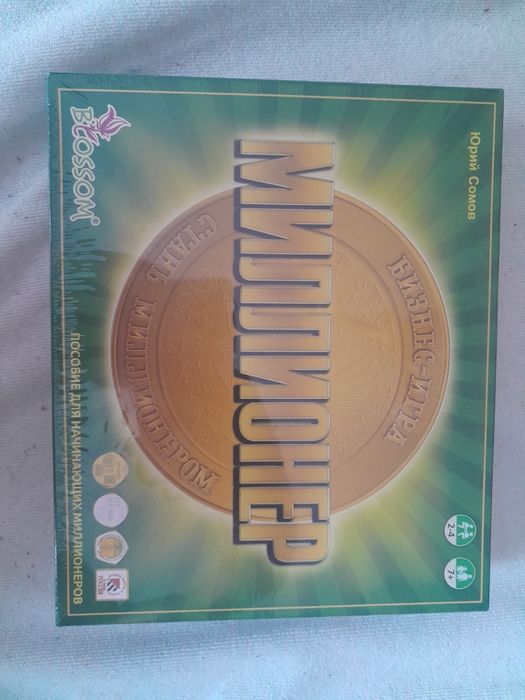 Юрий Сомов
БИЗНЕС-ИГРА
МИЛЛИОНЕР
СТАНЬ МИЛЛИОНЕРОМ
BLOSSOM®
ПОСОБИЕ ДЛЯ НАЧИНАЮЩИХ МИЛЛИОНЕРОВ
2-4
7+